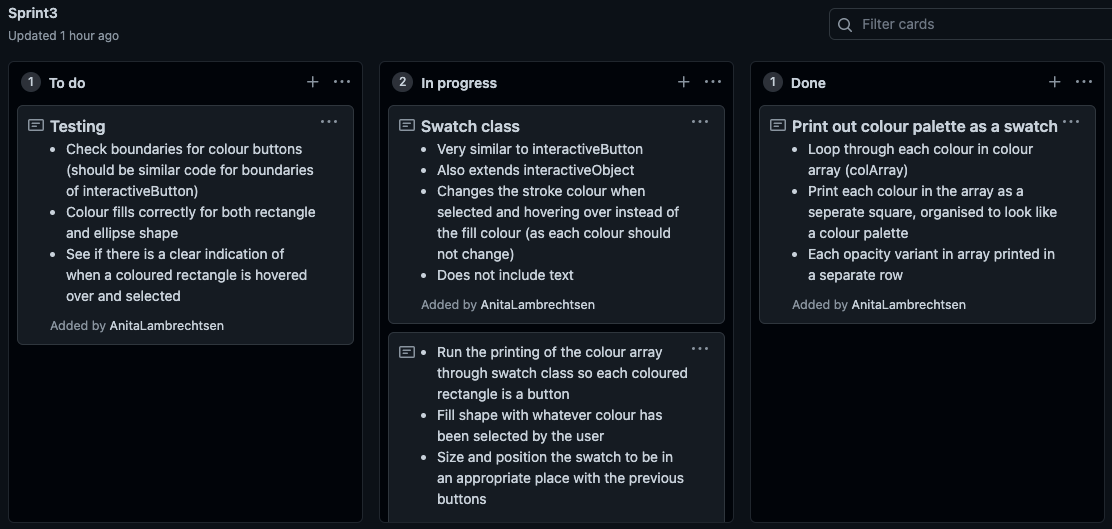 Sprint3
Updated 1 hour ago
Filter cards
1 To do
Testing
• Check boundaries for colour buttons
(should be similar code for boundaries
of interactiveButton)
• Colour fills correctly for both rectangle
and ellipse shape
• See if there is a clear indication of
when a coloured rectangle is hovered
over and selected
Added by AnitaLambrechtsen
2 In progress
Swatch class
• Very similar to interactiveButton
• Also extends interactiveObject
• Changes the stroke colour when
selected and hovering over instead of
the fill colour (as each colour should
not change)
• Does not include text
Added by AnitaLambrechtsen
• Run the printing of the colour array
through swatch class so each coloured
rectangle is a button
• Fill shape with whatever colour has
been selected by the user
• Size and position the swatch to be in
an appropriate place with the previous
buttons
1 Done
Print out colour palette as a swatch
• Loop through each colour in colour
array (colArray)
• Print each colour in the array as a
seperate square, organised to look like
a colour palette
• Each opacity variant in array printed in
a separate row
Added by AnitaLambrechtsen